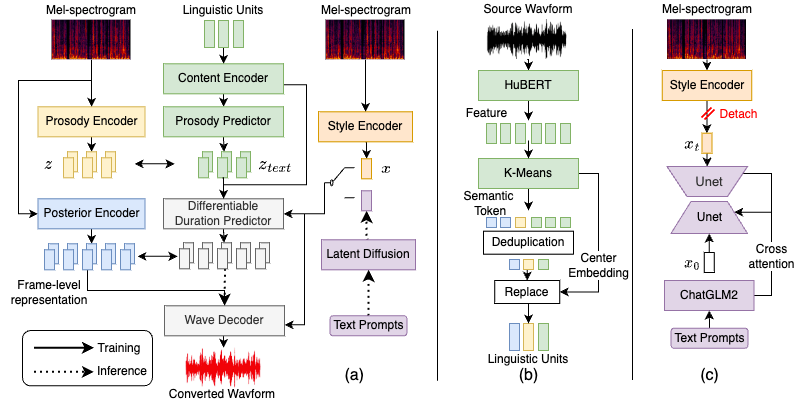 Mel-spectrogram
Linguistic Units
Mel-spectrogram
Content Encoder
Prosody Encoder
Prosody Predictor
Style Encoder
z
z_text
x
Posterior Encoder
Differentiable
Duration Predictor
Latent Diffusion
Frame-level
representation
Wave Decoder
Text Prompts
Training
Inference
Converted Wavform
(a)
Source Wavform
HuBERT
Feature
K-Means
Semantic
Token
Deduplication
Center
Embedding
Replace
Linguistic Units
(b)
Mel-spectrogram
Style Encoder
Detach
x_t
Unet
Unet
x_0
Cross
attention
ChatGLM2
Text Prompts
(c)